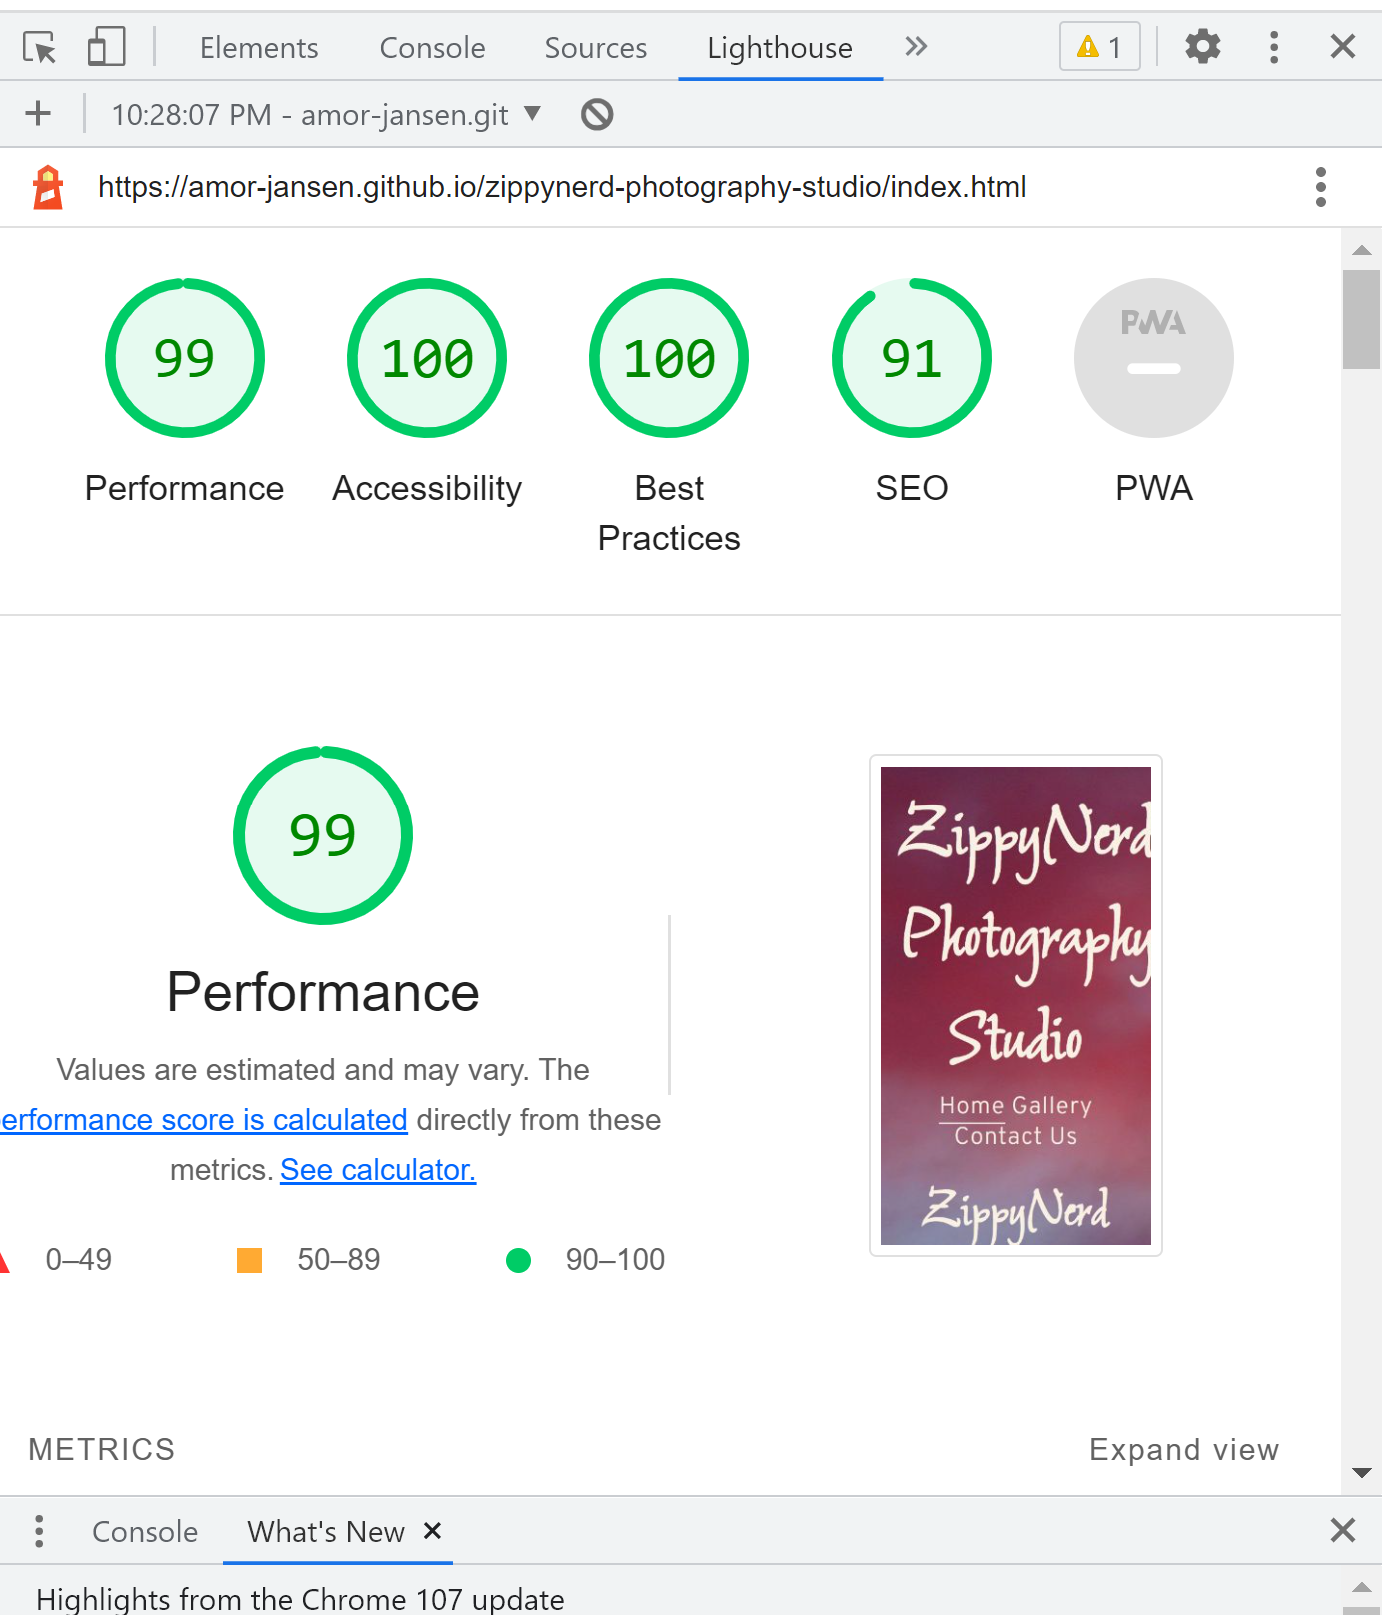 Elements Console Sources Lighthouse 1
10:28:07 PM - amor-jansen.git
https://amor-jansen.github.io/zippynerd-photography-studio/index.html
99 100 100 91 PWA
Performance Accessibility Best Practices SEO PWA
99
Performance
Values are estimated and may vary. The
erformance score is calculated directly from these
metrics. See calculator.
0–49 50–89 90–100
ZippyNerd
Photography
Studio
Home Gallery
Contact Us
ZippyNerd
METRICS Expand view
Console What's New
Highlights from the Chrome 107 update